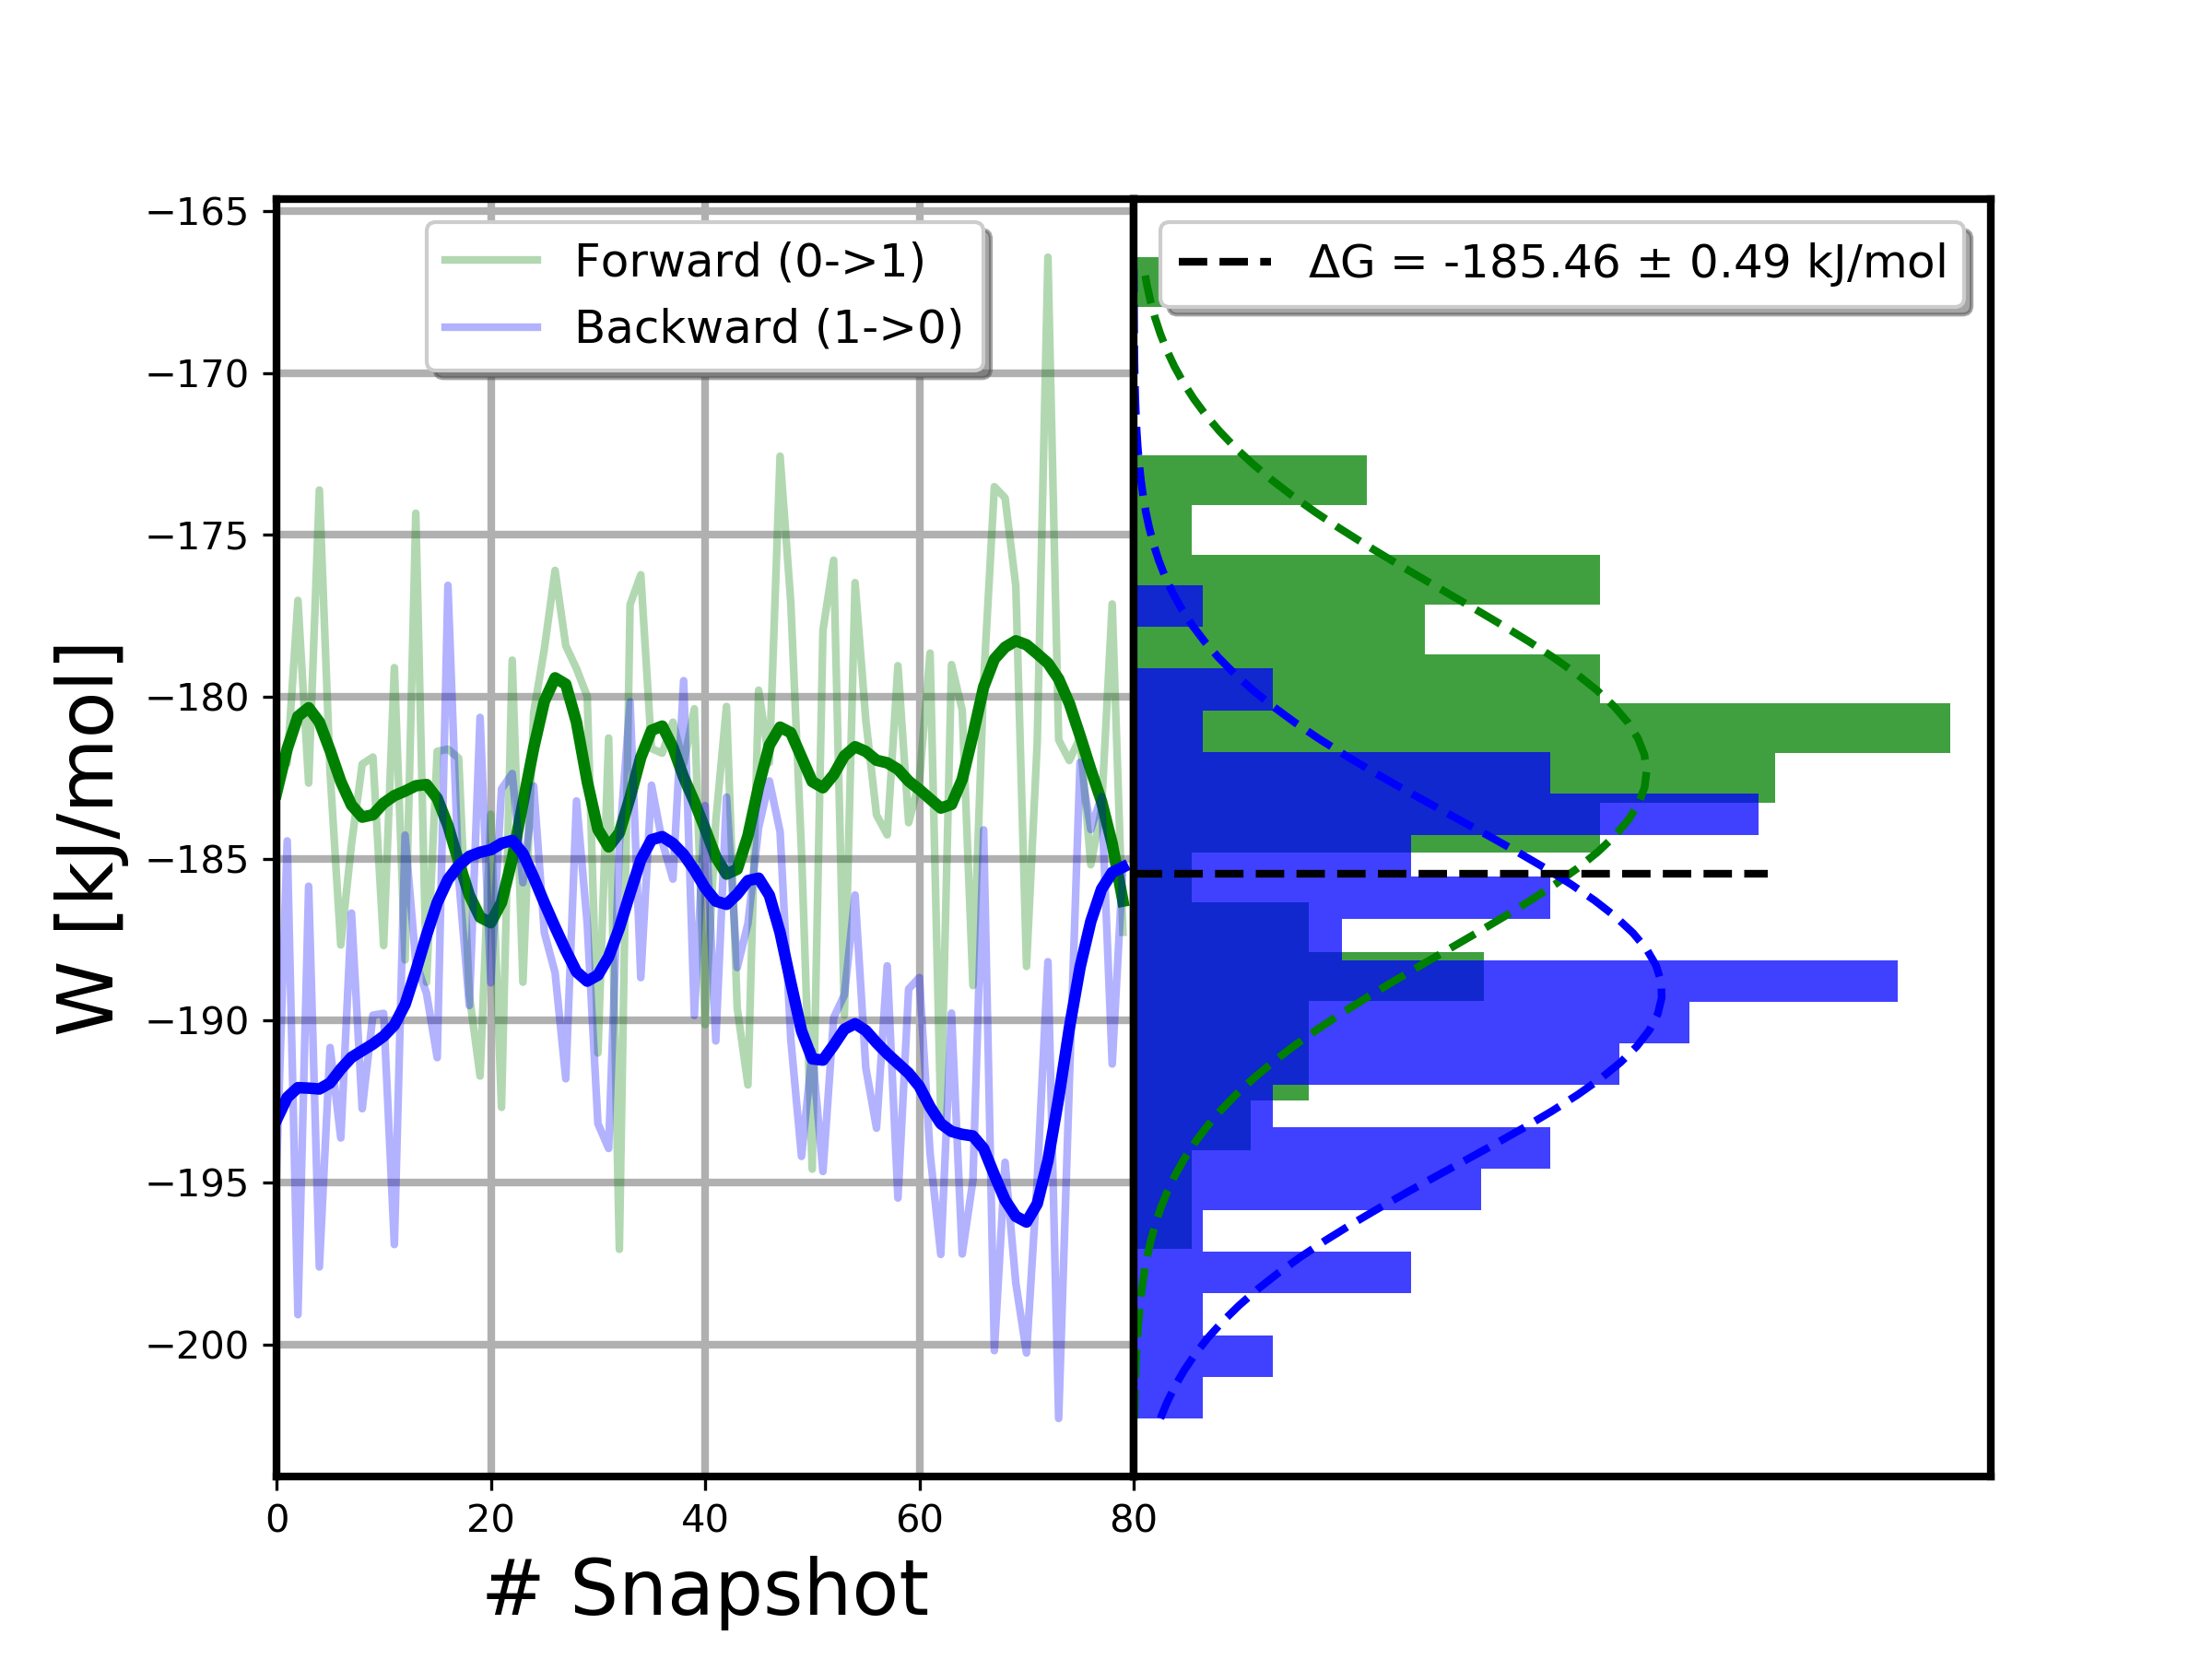 Forward (0->1)
Backward (1->0)
ΔG = -185.46 ± 0.49 kJ/mol
W [kJ/mol]
−165
−170
−175
−180
−185
−190
−195
−200
0 20 40 60 80
# Snapshot